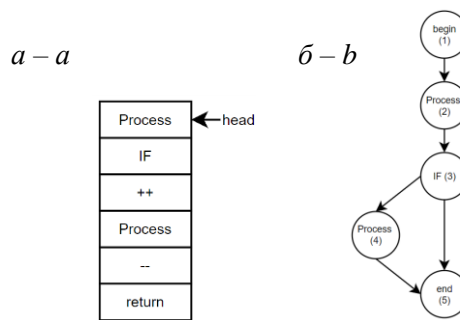 а – a
Process
head
IF
++
Process
--
return
б – b
begin
(1)
Process
(2)
IF (3)
Process
(4)
end
(5)